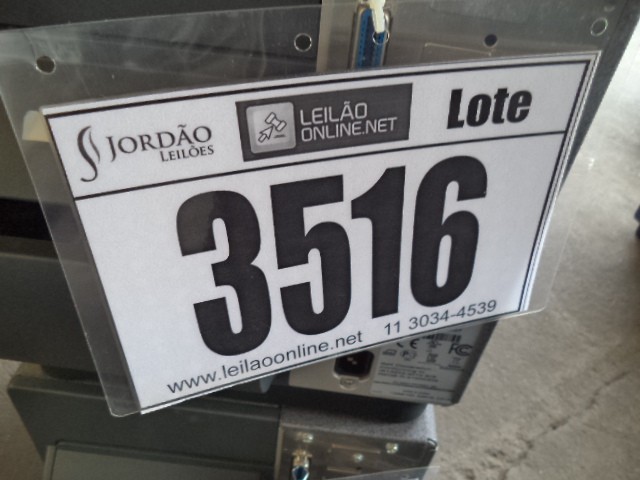 JORDÃO
LEILÕES
LEILÃO
ONLINE.NET
Lote
3516
www.leilaoonline.net 11 3034-4539